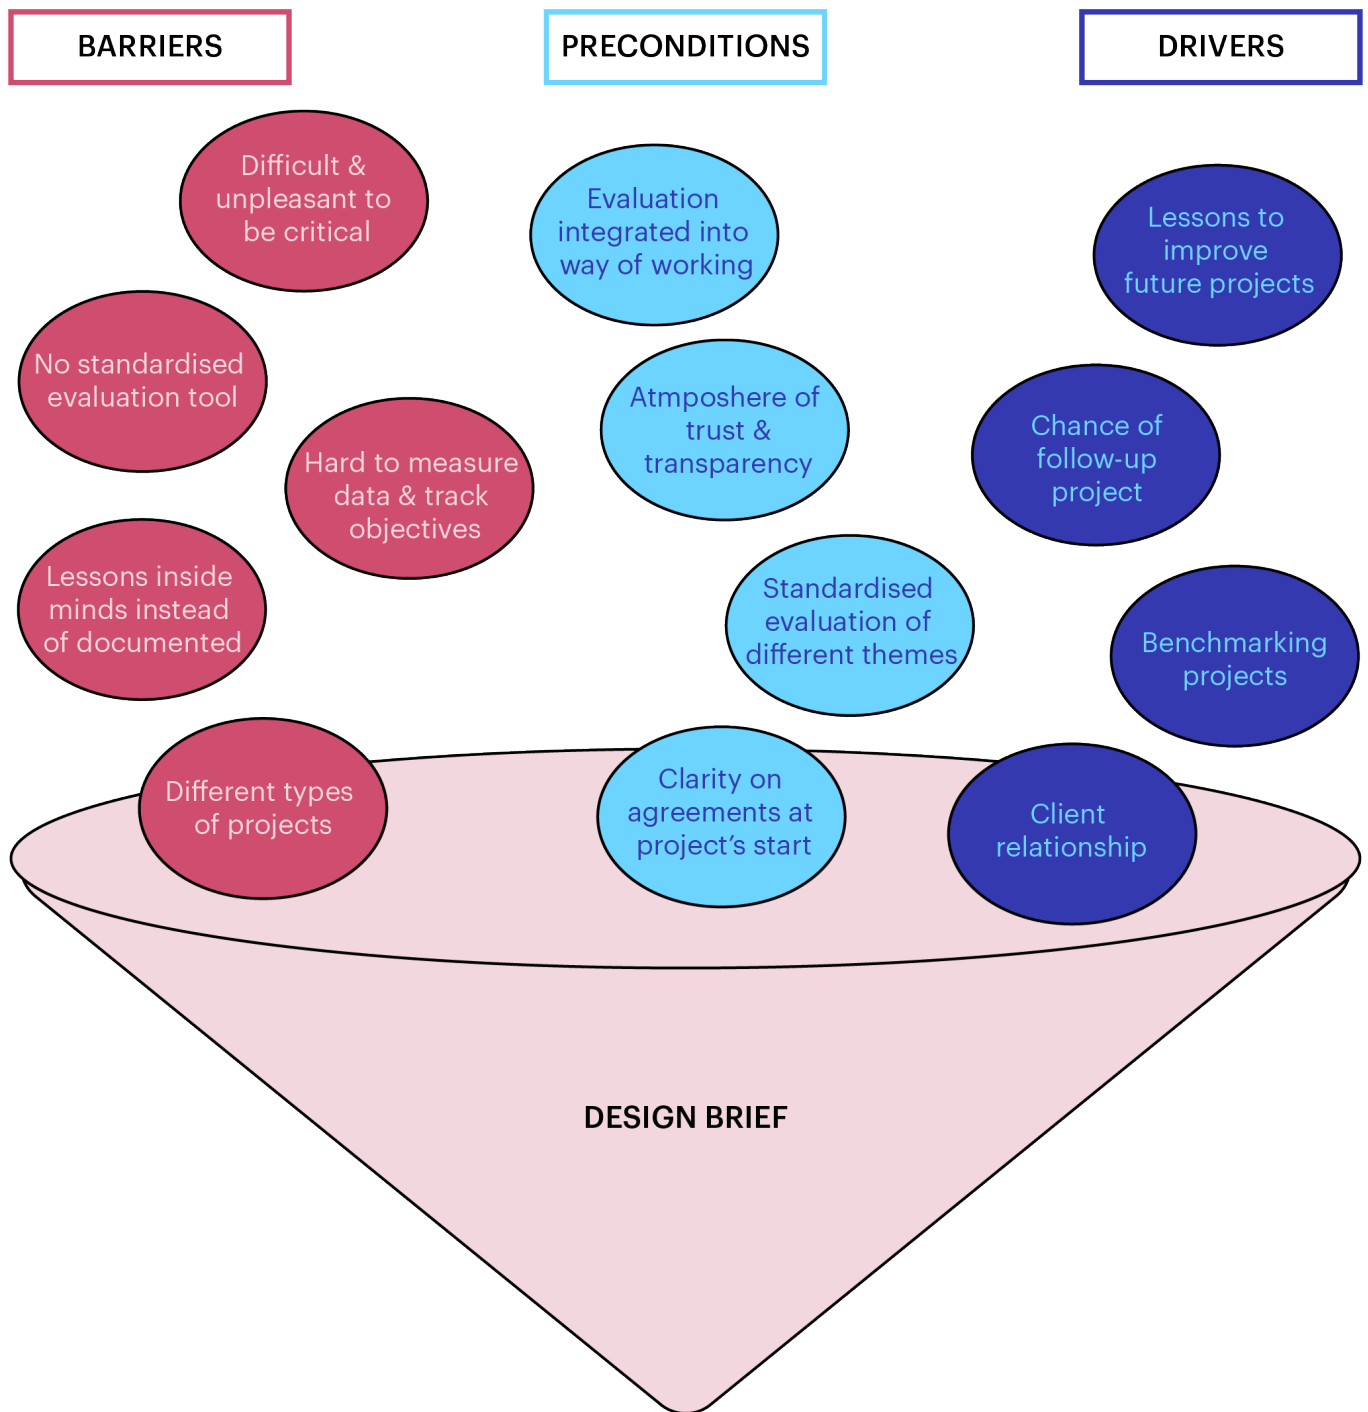 BARRIERS
PRECONDITIONS
DRIVERS
Difficult &
unpleasant to
be critical
No standardised
evaluation tool
Hard to measure
data & track
objectives
Lessons inside
minds instead
of documented
Different types
of projects
Evaluation
integrated into
way of working
Atmposhere of
trust &
transparency
Standardised
evaluation of
different themes
Clarity on
agreements at
project’s start
Lessons to
improve
future projects
Chance of
follow-up
project
Benchmarking
projects
Client
relationship
DESIGN BRIEF